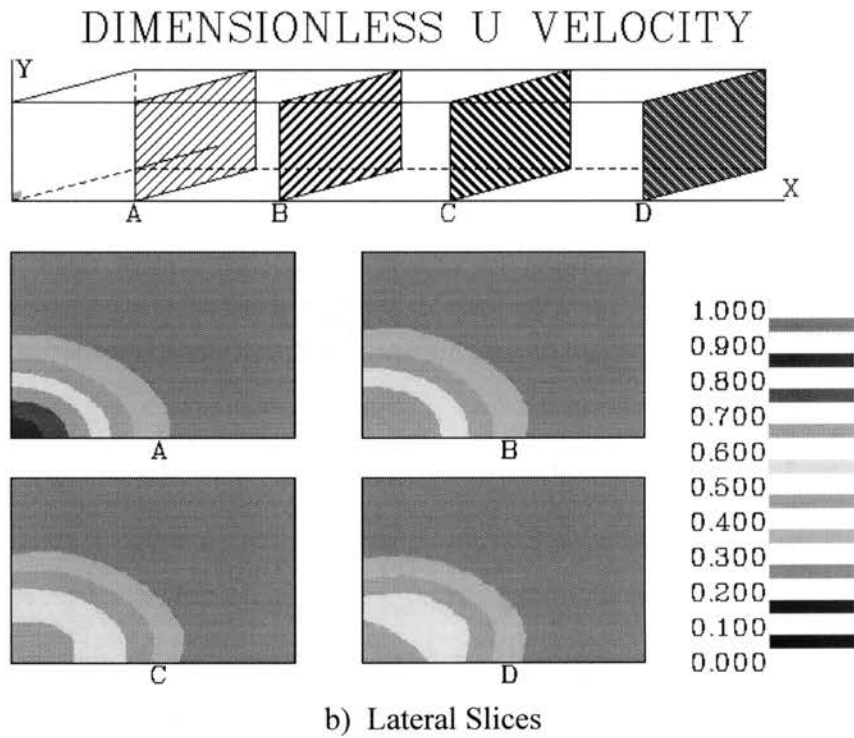 DIMENSIONLESS U VELOCITY
Y
X
A B C D
A B
1.000
0.900
0.800
0.700
0.600
0.500
0.400
0.300
0.200
0.100
0.000
C D
b) Lateral Slices